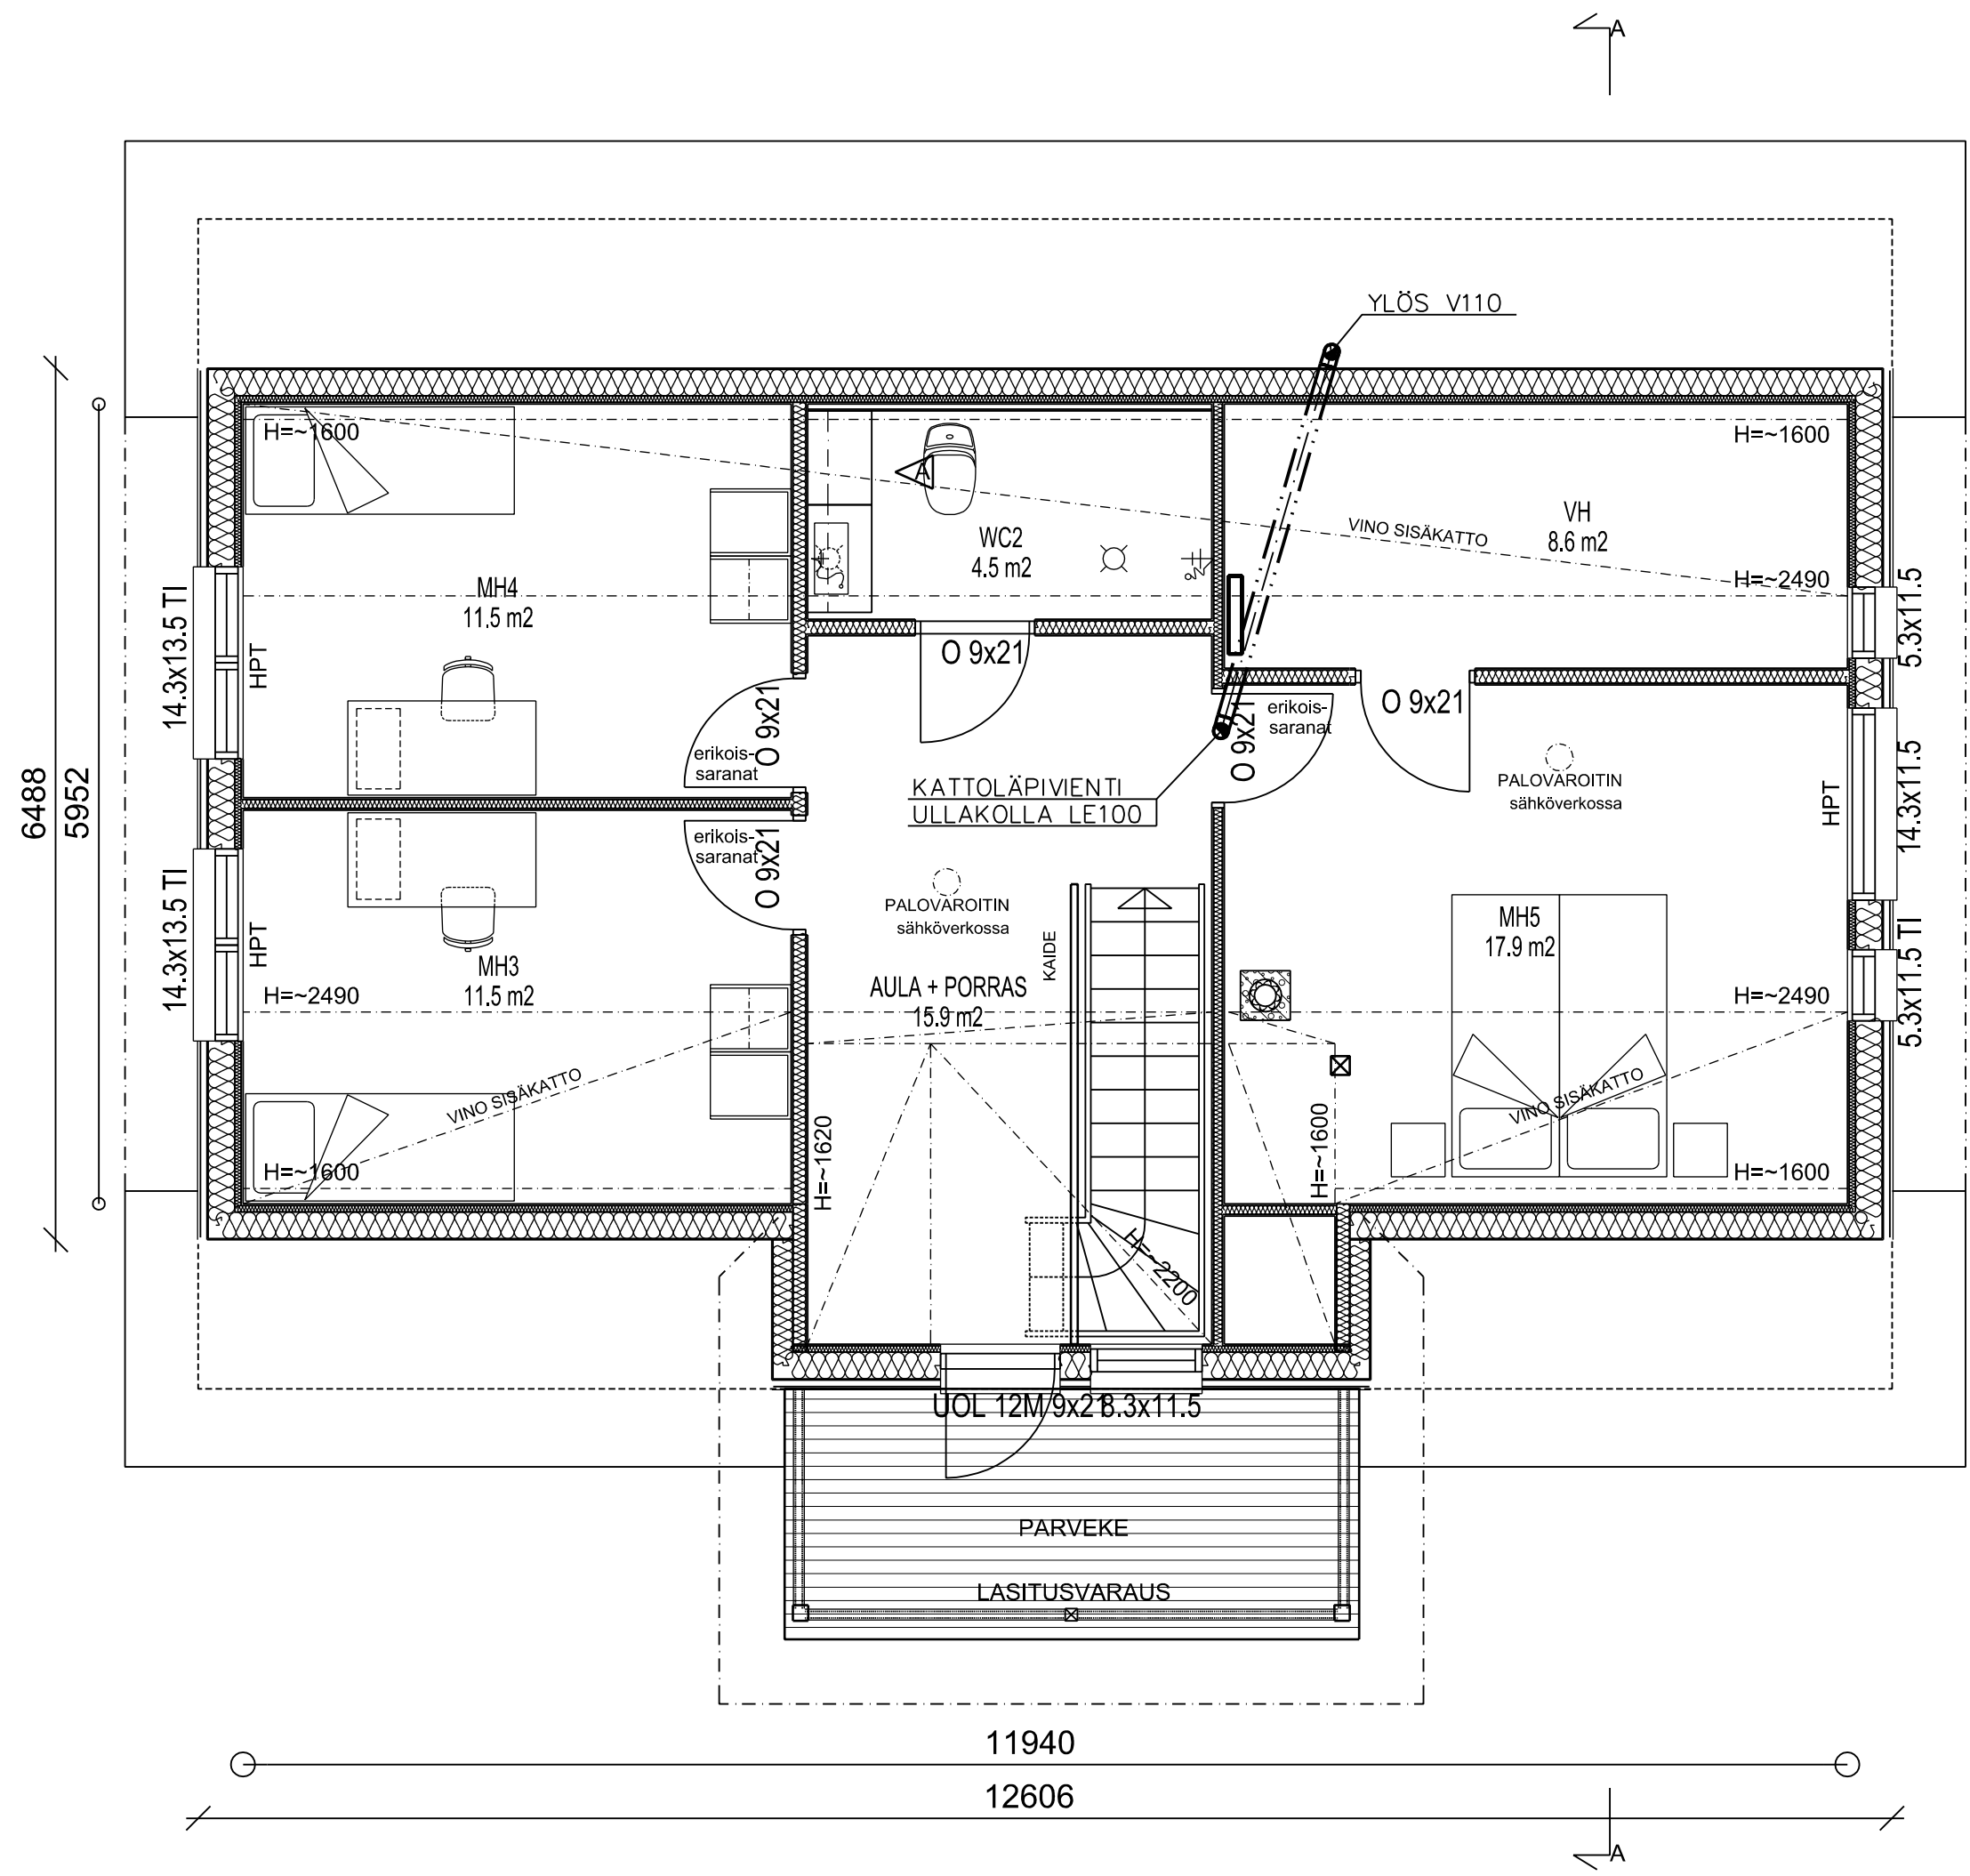 A
YLÖS V110
H=~1600
H=~1600
A
VINO SISÄKATTO
VH
8.6 m2
WC2
4.5 m2
H=~2490
MH4
11.5 m2
14.3x13.5 TI
HPT
5.3x11.5
O 9x21
O 9x21
erikois-
saranat
O 9x21
erikois-
saranat
O 9x21
PALOVAROITIN
sähköverkossa
14.3x11.5
HPT
KATTOLÄPIVIENTI
ULLAKOLLA LE100
6488
5952
erikois-
saranat
O 9x21
14.3x13.5 TI
HPT
PALOVAROITIN
sähköverkossa
KAIDE
MH5
17.9 m2
MH3
11.5 m2
H=~2490
AULA + PORRAS
15.9 m2
H=~2490
5.3x11.5 TI
VINO SISÄKATTO
VINO SISÄKATTO
H=~1600
H=~1620
H=~1600
H=~1600
H=~2200
UOL 12M 9x21
8.3x11.5
PARVEKE
LASITUSVARAUS
11940
12606
A